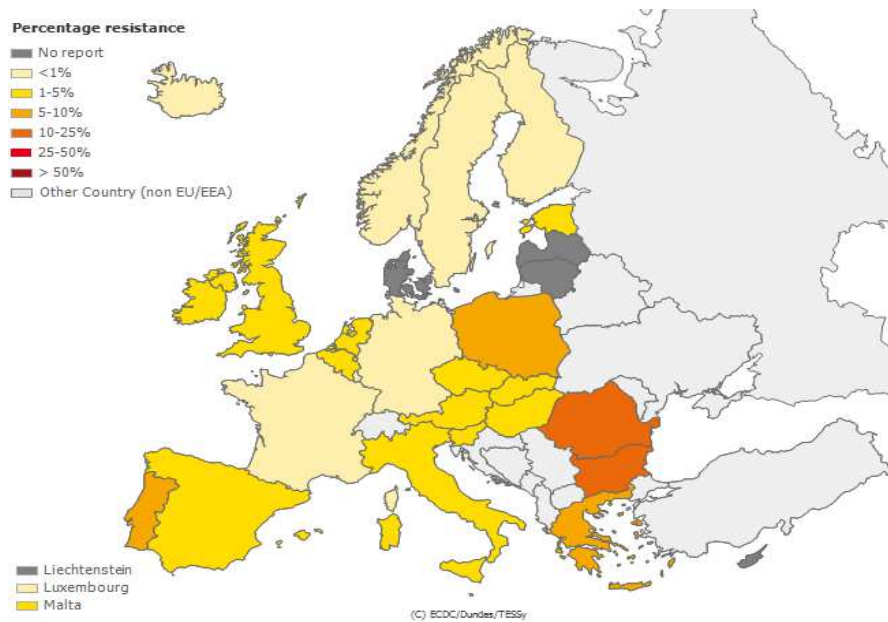 Percentage resistance
No report
<1%
1-5%
5-10%
10-25%
25-50%
> 50%
Other Country (non EU/EEA)
Liechtenstein
Luxembourg
Malta
(C) ECDC/Dundas/TESSy